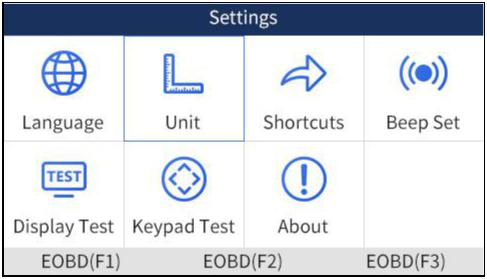 Settings
Language Unit Shortcuts Beep Set
TEST
Display Test Keypad Test About
EOBD(F1) EOBD(F2) EOBD(F3)